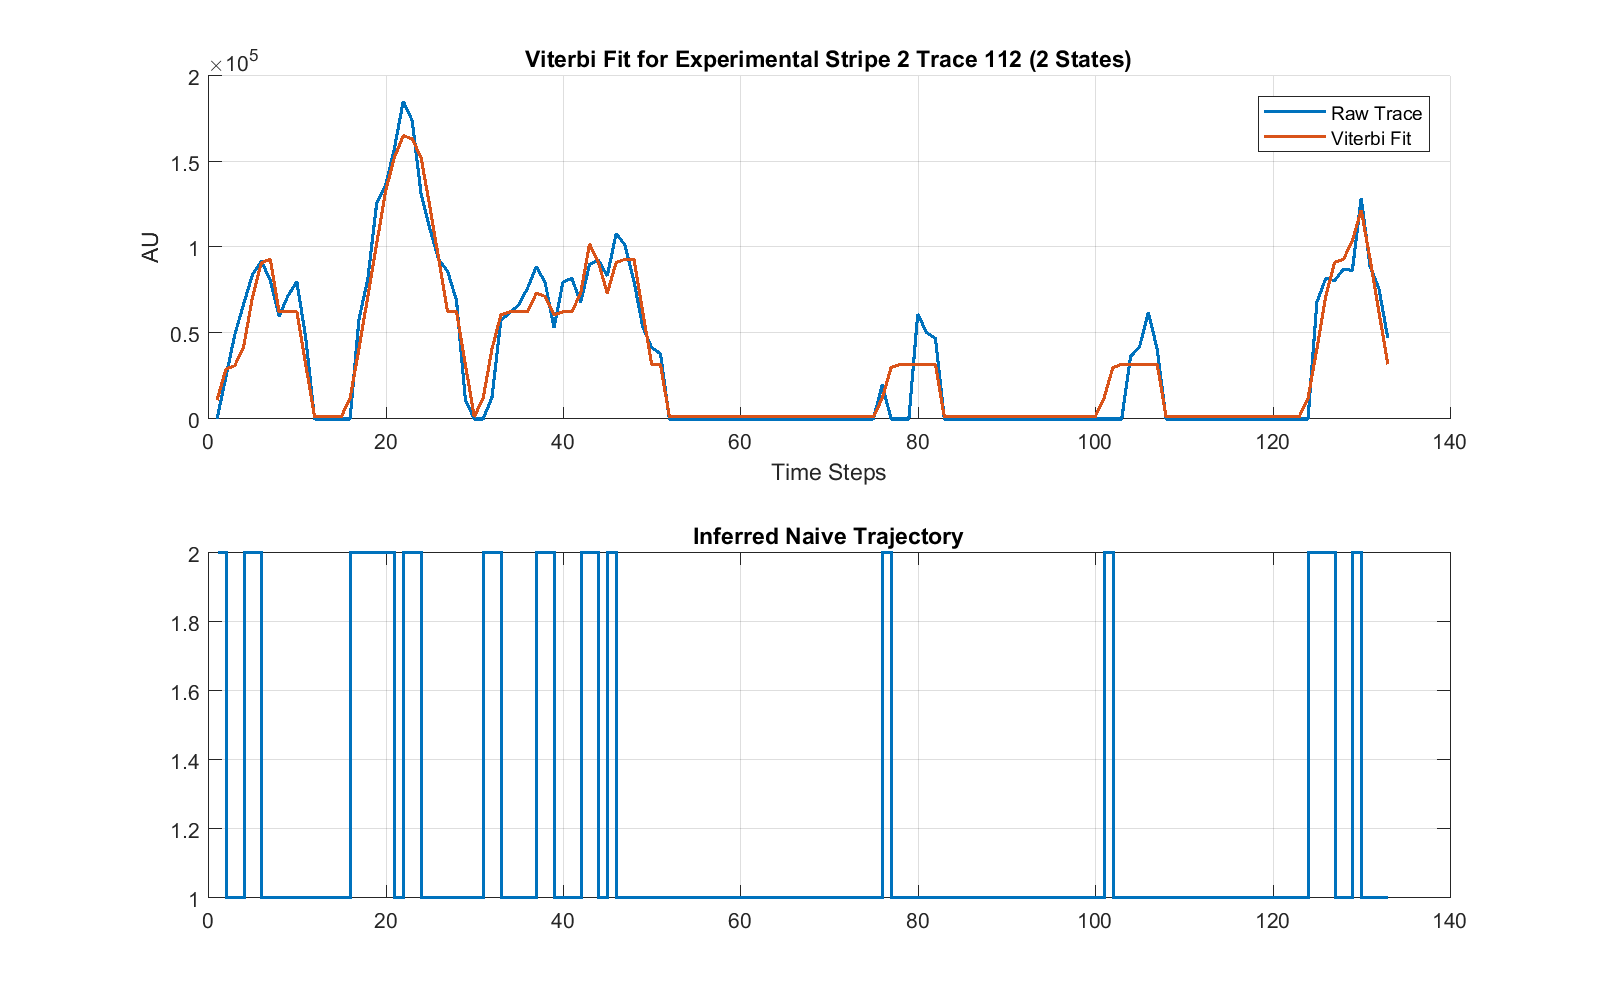 Viterbi Fit for Experimental Stripe 2 Trace 112 (2 States)
×10^5
2
1.5
1
0.5
0
AU
Raw Trace
Viterbi Fit
0 20 40 60 80 100 120 140
Time Steps
Inferred Naive Trajectory
2
1.8
1.6
1.4
1.2
1
0 20 40 60 80 100 120 140